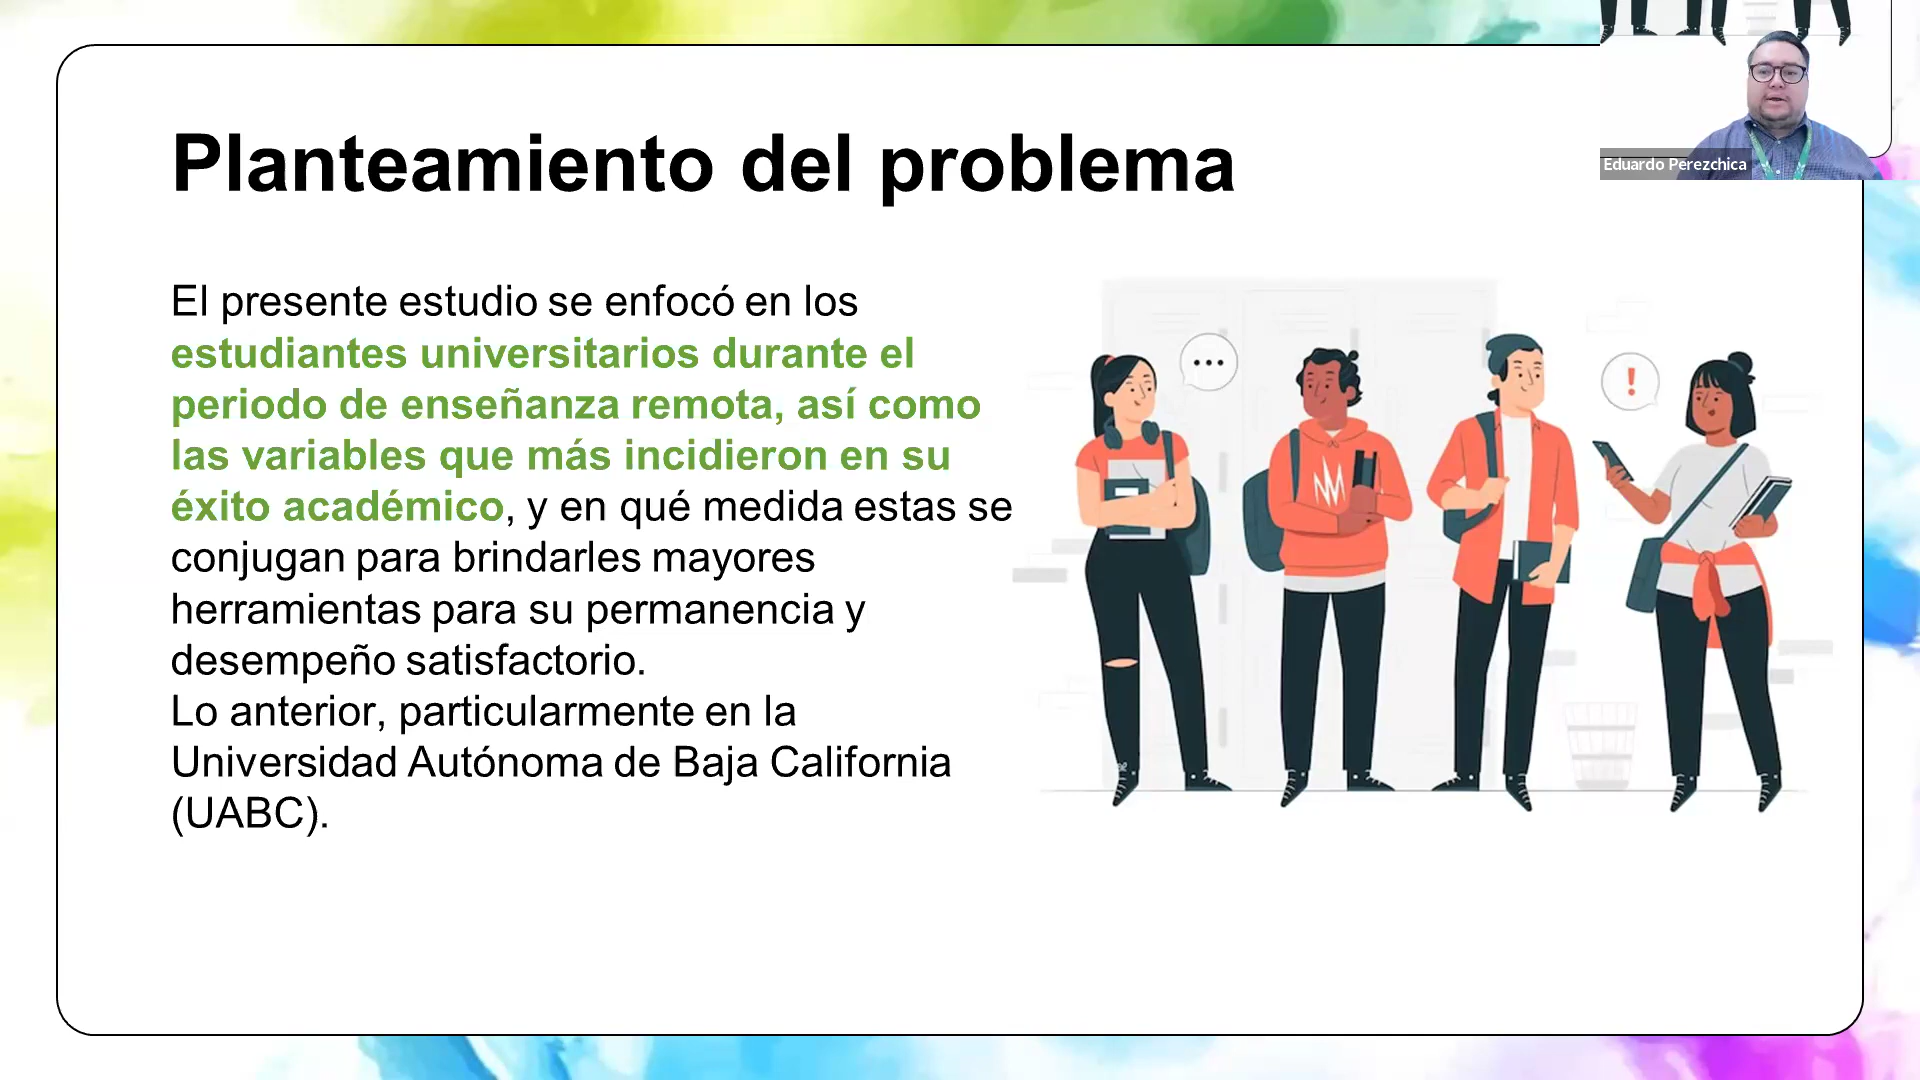 Planteamiento del problema
Eduardo Perezchica
El presente estudio se enfocó en los
estudiantes universitarios durante el
periodo de enseñanza remota, así como
las variables que más incidieron en su
éxito académico, y en qué medida estas se
conjugan para brindarles mayores
herramientas para su permanencia y
desempeño satisfactorio.
Lo anterior, particularmente en la
Universidad Autónoma de Baja California
(UABC).